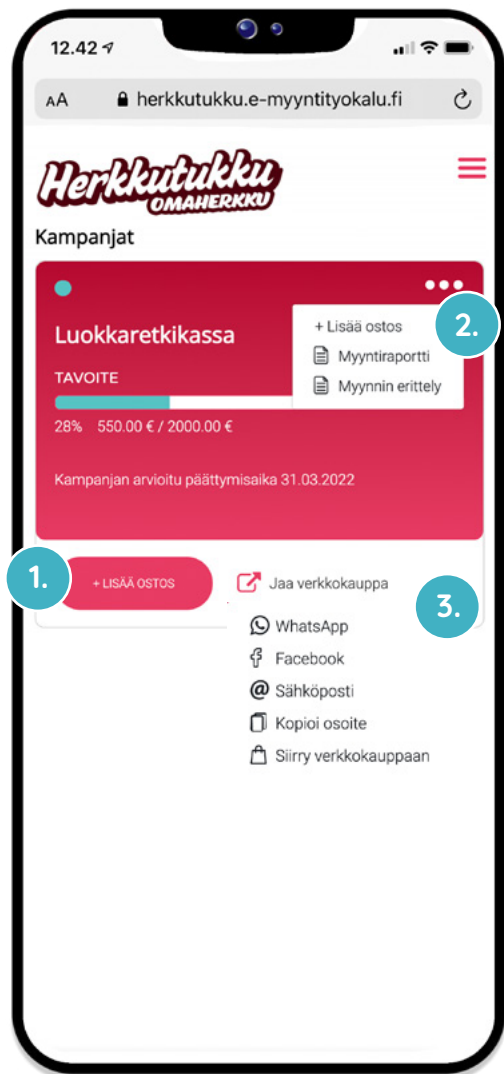 12.42
AA herkkutukku.e-myyntityokalu.fi
Herkkutukku
OMAHERKKU
Kampanjat
Luokkaretkikassa
+ Lisää ostos
2.
Myyntiraportti
Myynnin erittely
TAVOITE
28% 550.00 € / 2000.00 €
Kampanjan arvioitu päättymisaika 31.03.2022
1.
+ LISÄÄ OSTOS
Jaa verkkokauppa
3.
WhatsApp
Facebook
@ Sähköposti
Kopioi osoite
Siirry verkkokauppaan